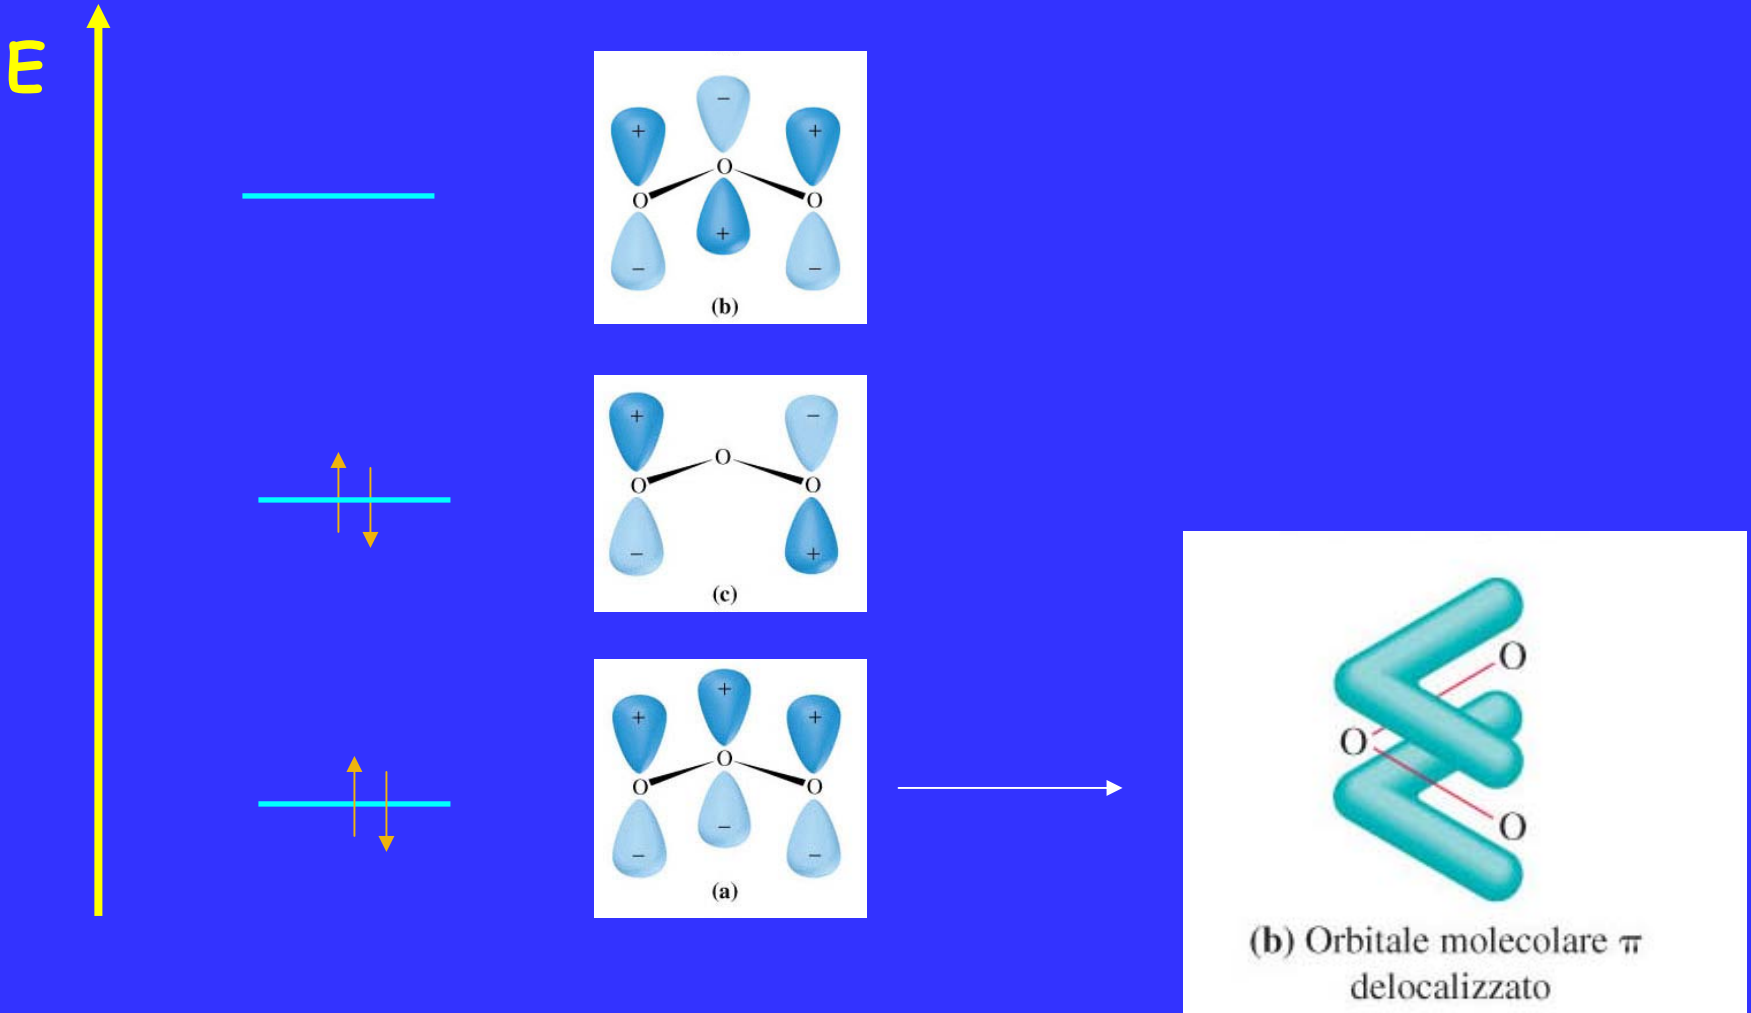 E
−
+ +
O
O O
+
− −
(b)
+ −
O
O O
− +
(c)
+
+ +
O
O O
−
− −
(a)
O
O
O
(b) Orbitale molecolare π
delocalizzato